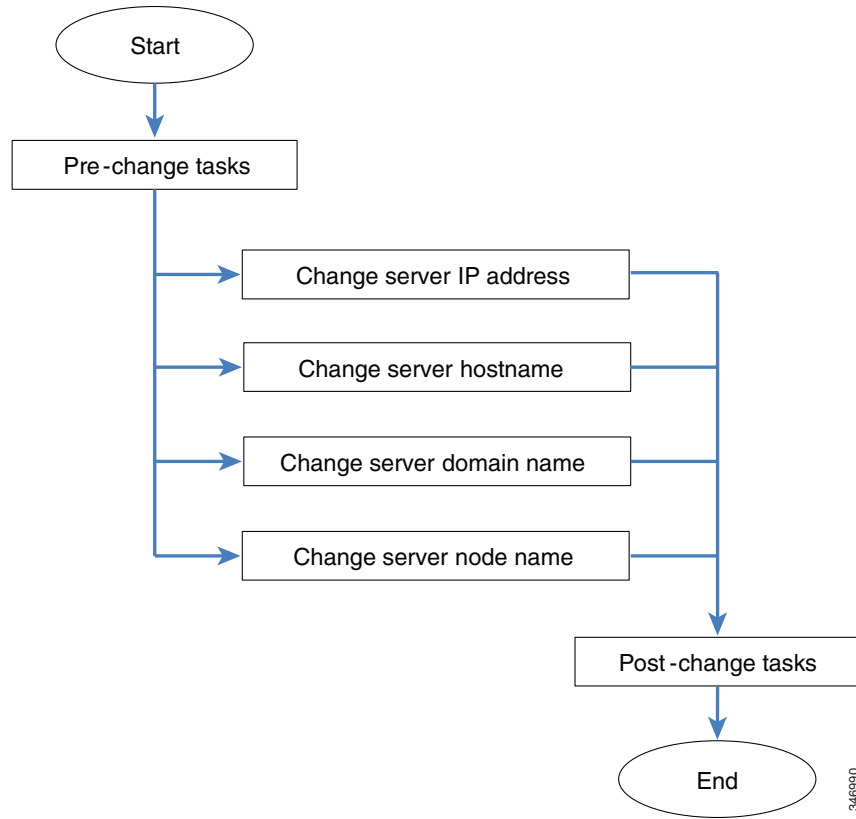 Start
Pre-change tasks
Change server IP address
Change server hostname
Change server domain name
Change server node name
Post-change tasks
End
346990